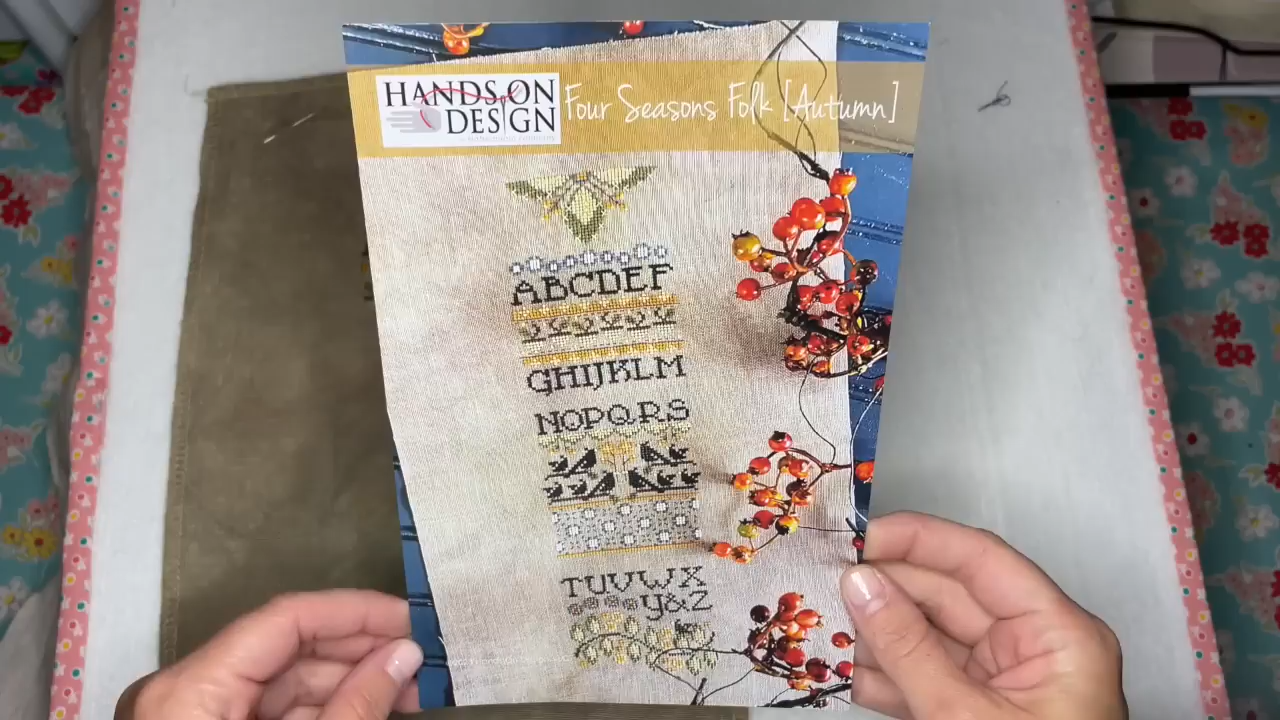 HANDS ON
DESIGN
Four Seasons Folk [Autumn]
ABCDEF
GHIJKLM
NOPQRS
TUVWX
Y&Z